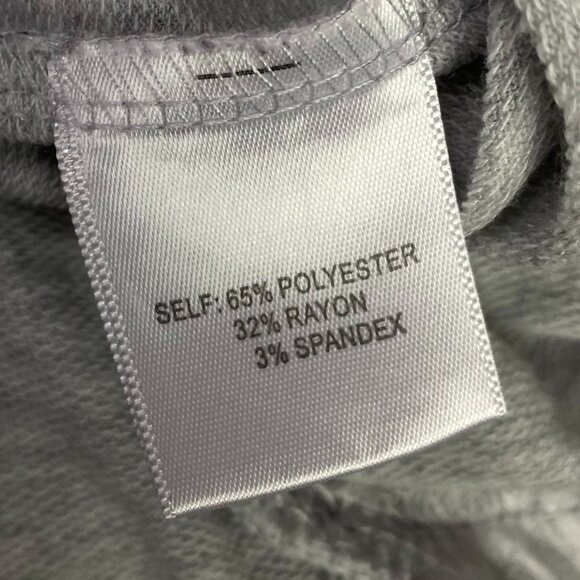 SELF: 65% POLYESTER
32% RAYON
3% SPANDEX